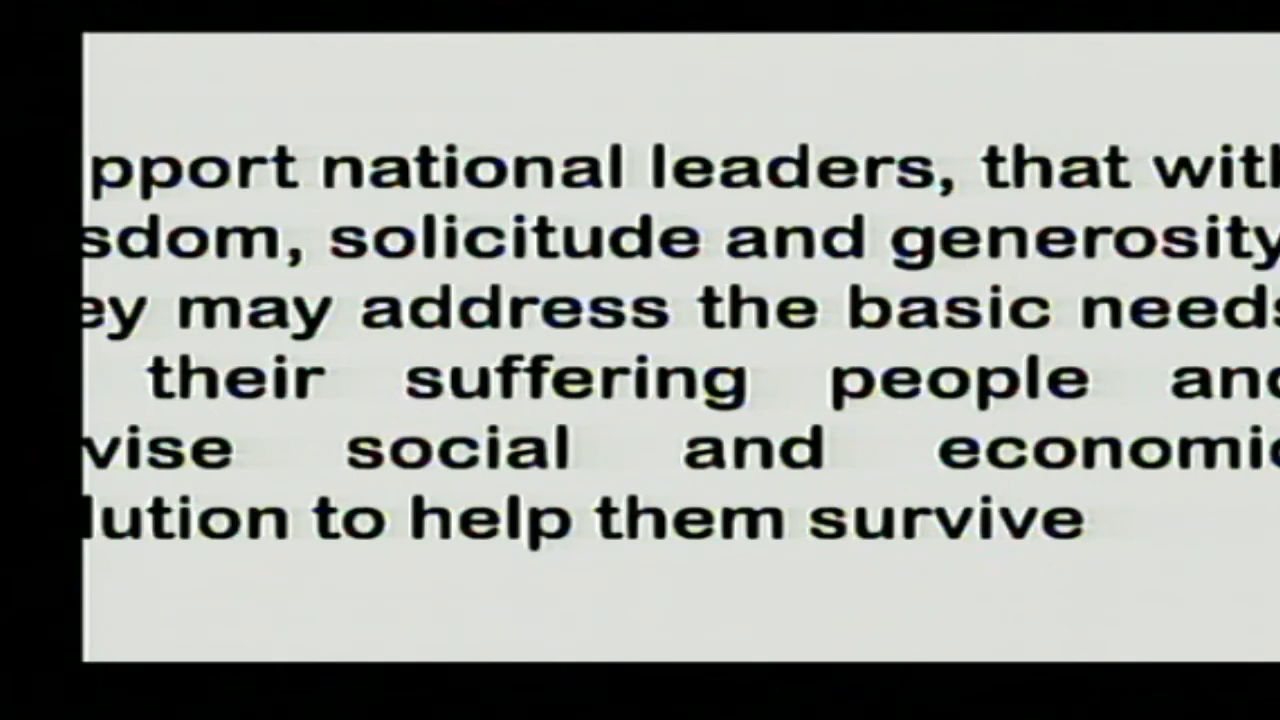 pport national leaders, that with
sdom, solicitude and generosity
ey may address the basic needs
their suffering people and
vise social and economic
lution to help them survive